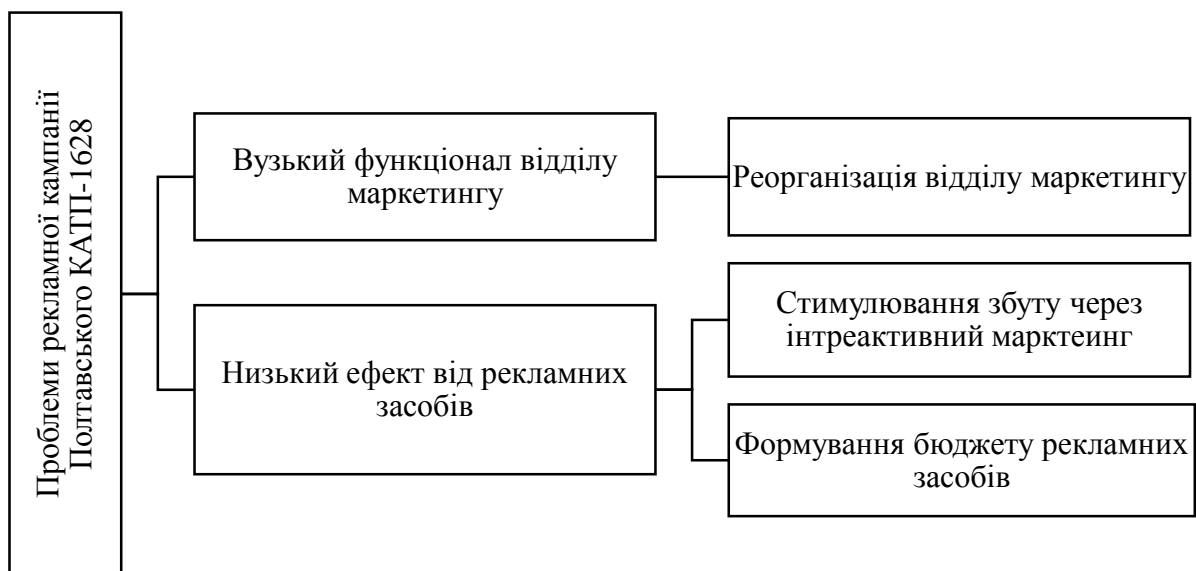 Проблеми рекламної кампанії
Полтавського КАТП-1628
Вузький функціонал відділу
маркетингу
Реорганізація відділу маркетингу
Низький ефект від рекламних
засобів
Стимулювання збуту через
інтреактивний марктеинг
Формування бюджету рекламних
засобів